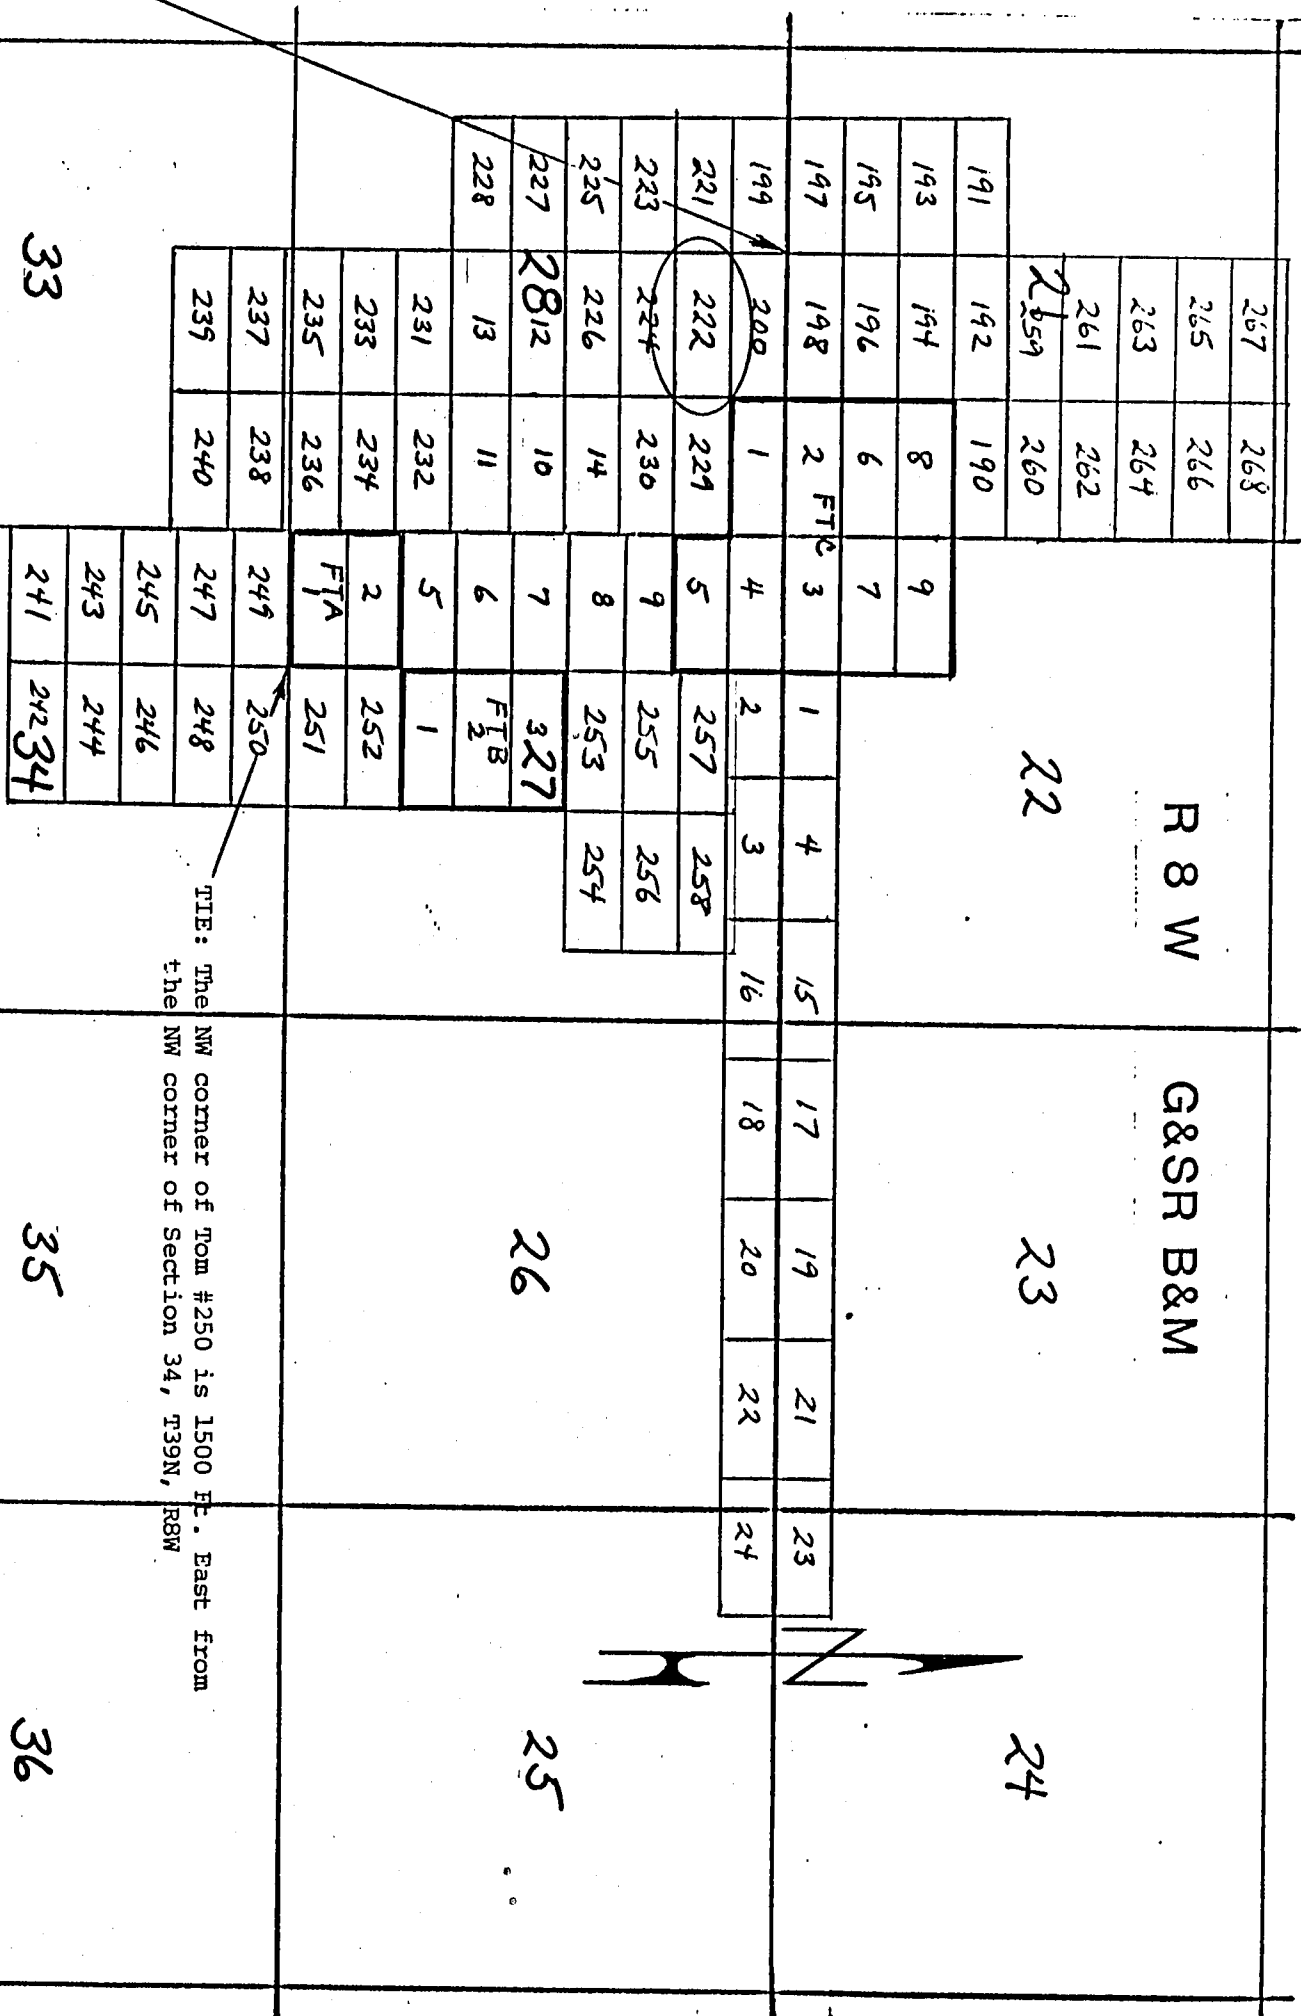 267 268
R 8 W G&SR B&M
265 266
263 264
261 262
21 22 23 24
259 260
191 192 190
193 194 8 9
195 196 6 7
197 198 2 FTC 3 1 4 15 17 19 21 23
N
199 200 1 4 2 3 16 18 20 22 24
221 222 229 5 257 258
223 224 230 9 255 256
225 226 14 8 253 254
28 27 26 25
227 12 10 7 3
228 13 11 6 FTB 2
231 232 5 1
233 234 2 252
235 236 FTA 1 251
237 238 249 250
239 240 247 248
TIE: The NW corner of Tom #250 is 1500 Ft. East from
the NW corner of Section 34, T39N, R8W
245 246
243 244
33 34 35 36
241 242